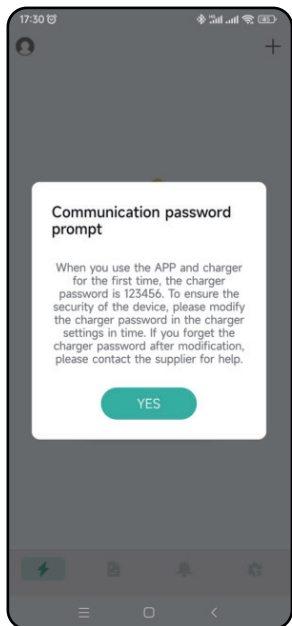 17:30
Communication password
prompt
When you use the APP and charger
for the first time, the charger
password is 123456. To ensure the
security of the device, please modify
the charger password in the charger
settings in time. If you forget the
charger password after modification,
please contact the supplier for help.
YES